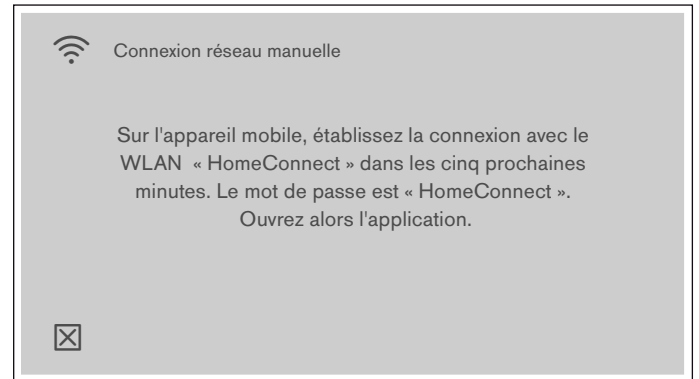 Connexion réseau manuelle
Sur l'appareil mobile, établissez la connexion avec le
WLAN « HomeConnect » dans les cinq prochaines
minutes. Le mot de passe est « HomeConnect ».
Ouvrez alors l'application.